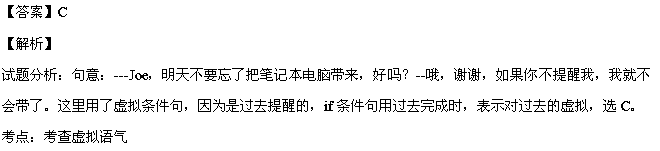 【答案】C
【解析】
试题分析：句意：---Joe，明天不要忘了把笔记本电脑带来，好吗？--哦，谢谢，如果你不提醒我，我就不
会带了。这里用了虚拟条件句，因为是过去提醒的，if 条件句用过去完成时，表示对过去的虚拟，选 C。
考点：考查虚拟语气